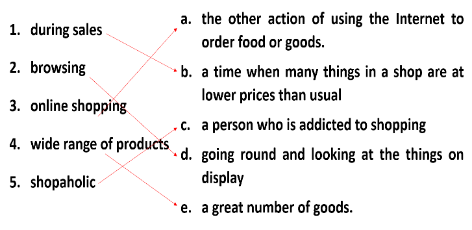 1. during sales
2. browsing
3. online shopping
4. wide range of products
5. shopaholic
a. the other action of using the Internet to
order food or goods.
b. a time when many things in a shop are at
lower prices than usual
c. a person who is addicted to shopping
d. going round and looking at the things on
display
e. a great number of goods.